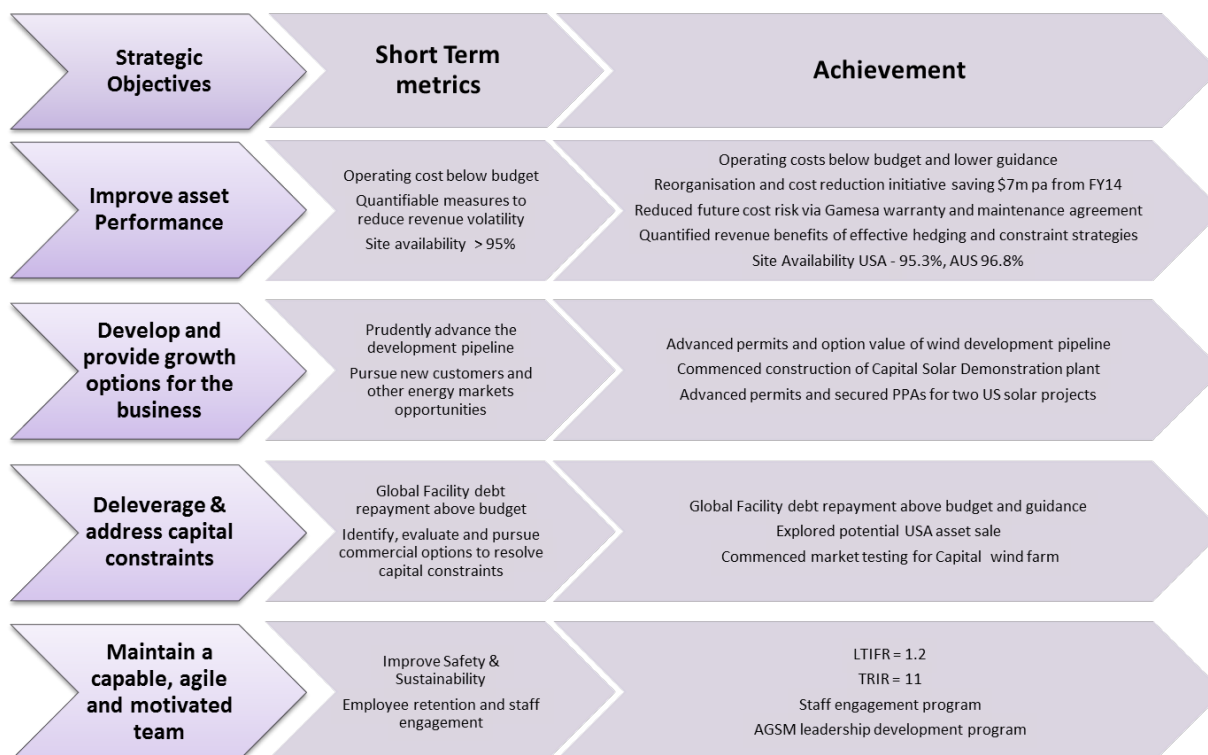 Strategic
Objectives
Short Term
metrics
Achievement
Improve asset
Performance
Operating cost below budget
Quantifiable measures to
reduce revenue volatility
Site availability > 95%
Operating costs below budget and lower guidance
Reorganisation and cost reduction initiative saving $7m pa from FY14
Reduced future cost risk via Gamesa warranty and maintenance agreement
Quantified revenue benefits of effective hedging and constraint strategies
Site Availability USA - 95.3%, AUS 96.8%
Develop and
provide growth
options for the
business
Prudently advance the
development pipeline
Pursue new customers and
other energy markets
opportunities
Advanced permits and option value of wind development pipeline
Commenced construction of Capital Solar Demonstration plant
Advanced permits and secured PPAs for two US solar projects
Deleverage &
address capital
constraints
Global Facility debt
repayment above budget
Identify, evaluate and pursue
commercial options to resolve
capital constraints
Global Facility debt repayment above budget and guidance
Explored potential USA asset sale
Commenced market testing for Capital wind farm
Maintain a
capable, agile
and motivated
team
Improve Safety &
Sustainability
Employee retention and staff
engagement
LTIFR = 1.2
TRIR = 11
Staff engagement program
AGSM leadership development program